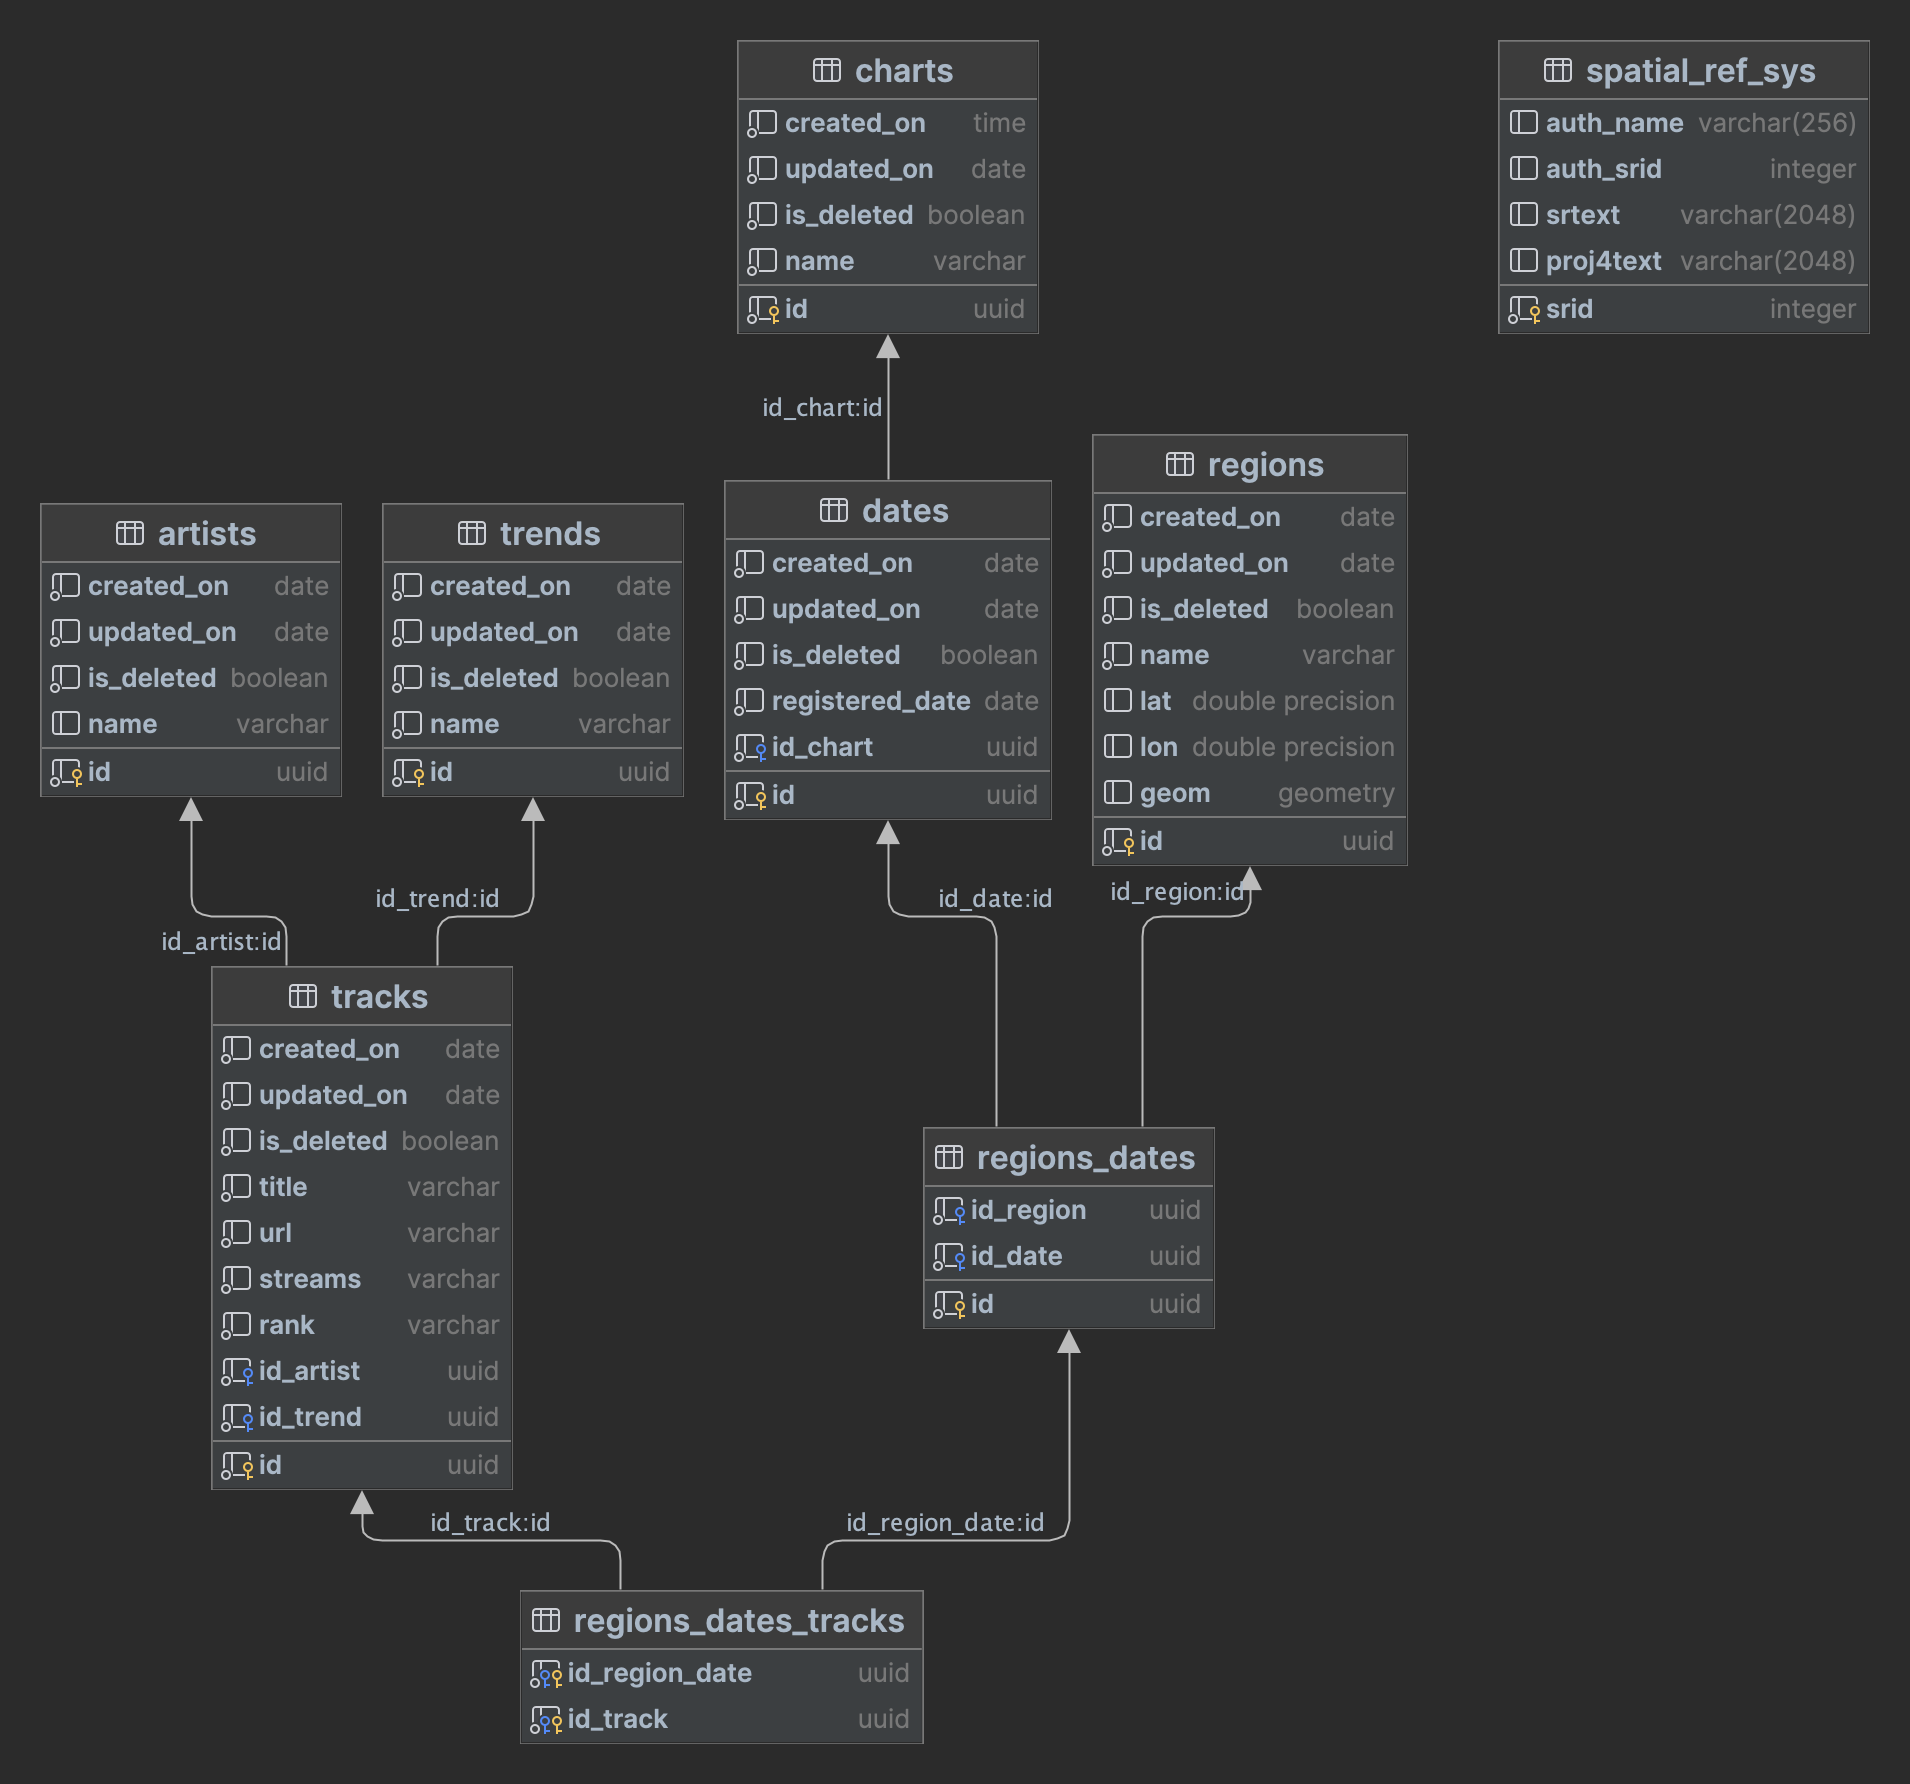 charts
created_on time
updated_on date
is_deleted boolean
name varchar
id uuid
spatial_ref_sys
auth_name varchar(256)
auth_srid integer
srtext varchar(2048)
proj4text varchar(2048)
srid integer
id_chart:id
artists
created_on date
updated_on date
is_deleted boolean
name varchar
id uuid
trends
created_on date
updated_on date
is_deleted boolean
name varchar
id uuid
dates
created_on date
updated_on date
is_deleted boolean
registered_date date
id_chart uuid
id uuid
regions
created_on date
updated_on date
is_deleted boolean
name varchar
lat double precision
lon double precision
geom geometry
id uuid
id_artist:id
id_trend:id
id_date:id
id_region:id
tracks
created_on date
updated_on date
is_deleted boolean
title varchar
url varchar
streams varchar
rank varchar
id_artist uuid
id_trend uuid
id uuid
regions_dates
id_region uuid
id_date uuid
id uuid
id_track:id
id_region_date:id
regions_dates_tracks
id_region_date uuid
id_track uuid